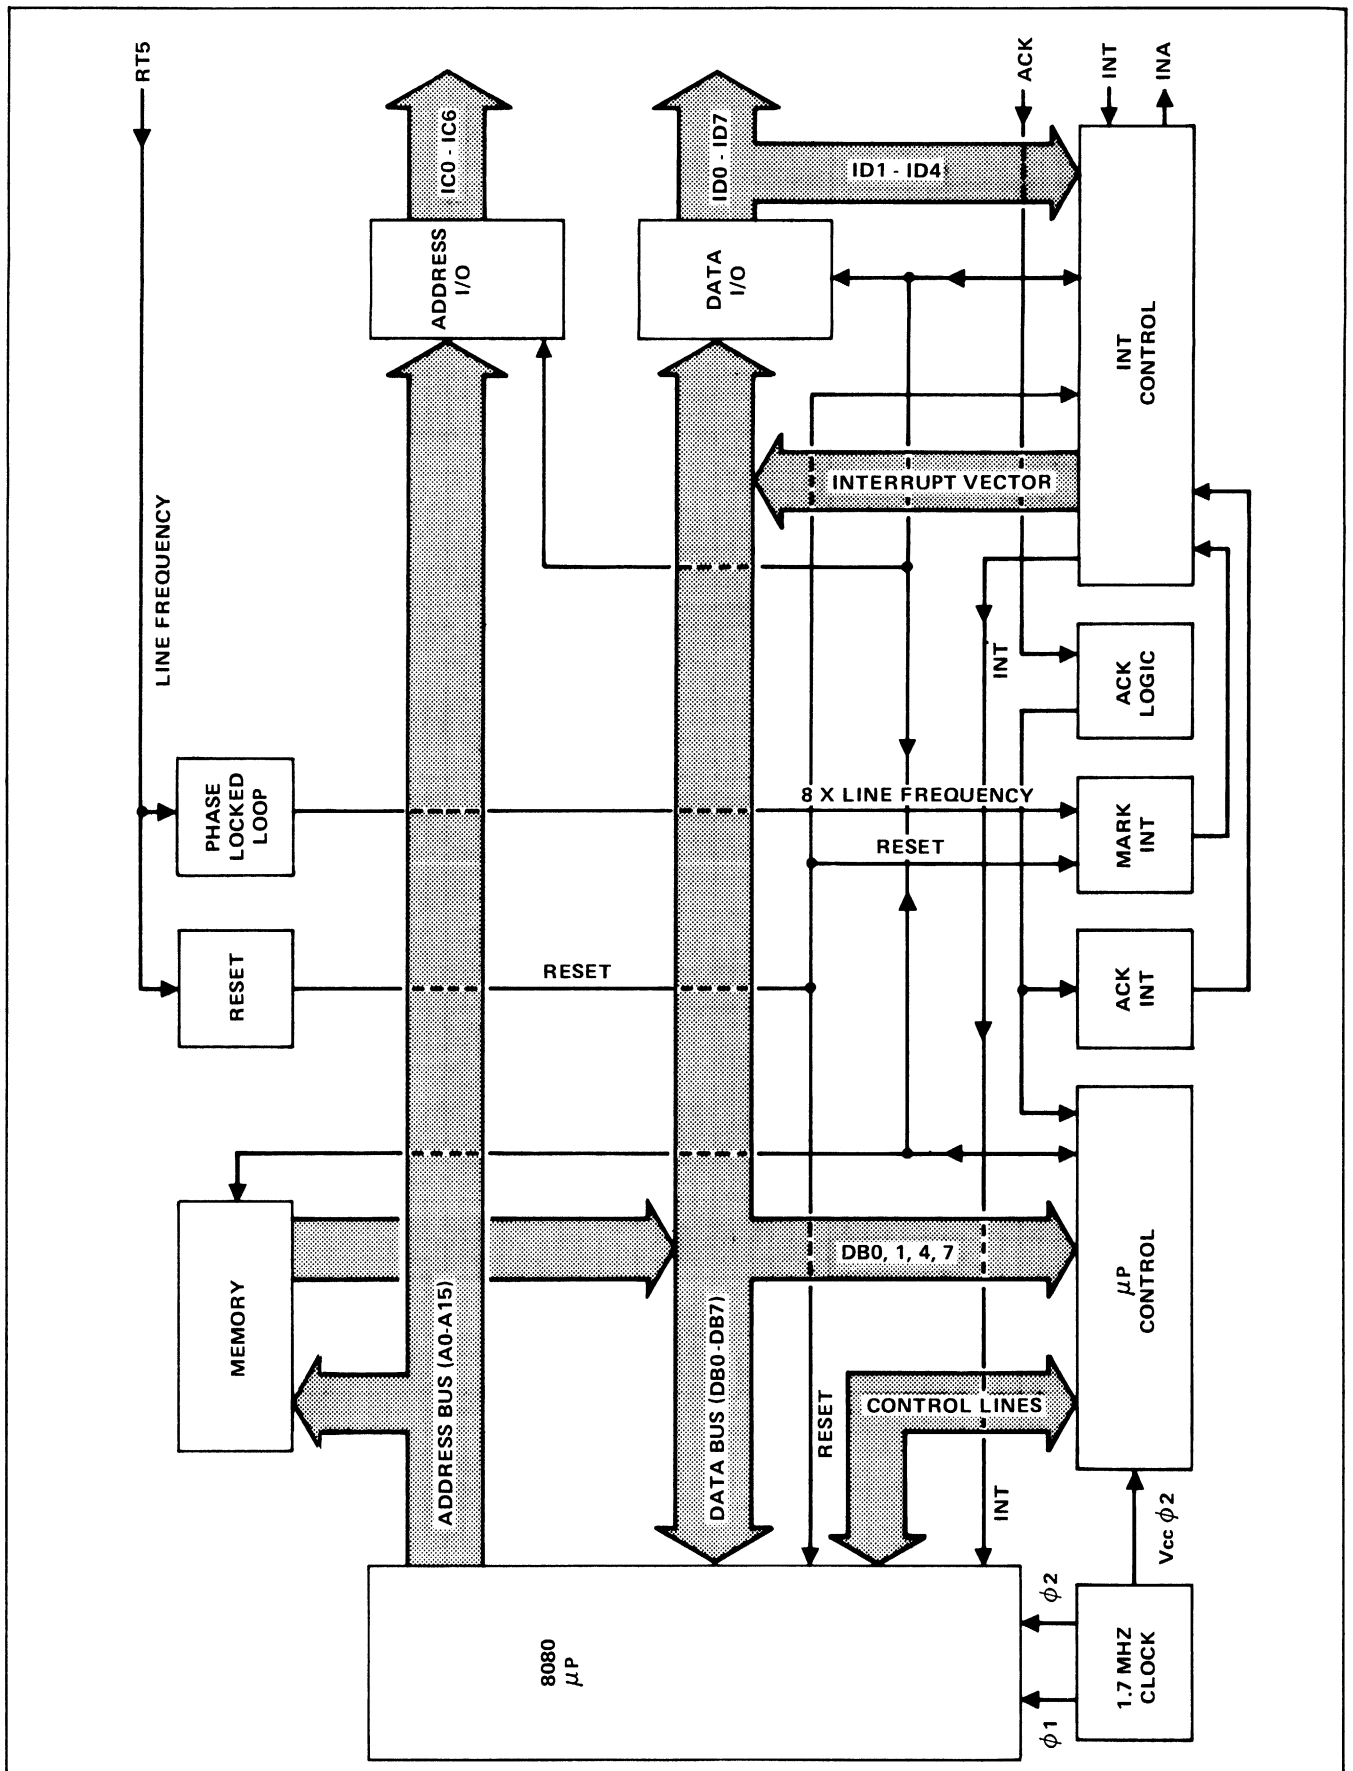 RT5
LINE FREQUENCY
PHASE
LOCKED
LOOP
RESET
MEMORY
IC0 - IC6
ADDRESS
I/O
ADDRESS BUS (A0-A15)
ID0 - ID7
DATA
I/O
ID1 - ID4
DATA BUS (DB0-DB7)
RESET
INTERRUPT VECTOR
8 X LINE FREQUENCY
RESET
DB0, 1, 4, 7
RESET
CONTROL LINES
INT
INT
ACK
INT
INA
INT
CONTROL
ACK
LOGIC
MARK
INT
ACK
INT
μP
CONTROL
8080
μP
ϕ1
ϕ2
Vcc ϕ2
1.7 MHZ
CLOCK